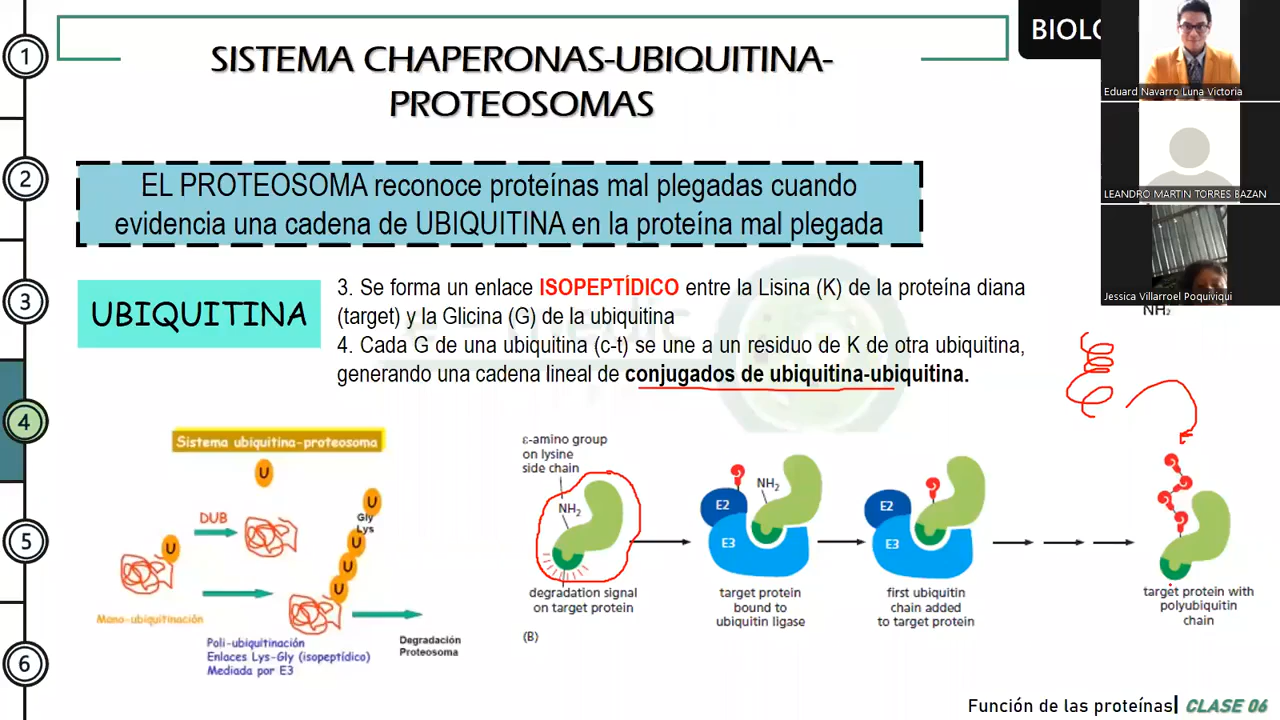 1
2
3
4
5
6
SISTEMA CHAPERONAS-UBIQUITINA-
PROTEOSOMAS
BIOLO
Eduard Navarro Luna Victoria
LEANDRO MARTIN TORRES BAZAN
Jessica Villarroel Poquiviqui
NH₂
EL PROTEOSOMA reconoce proteínas mal plegadas cuando
evidencia una cadena de UBIQUITINA en la proteína mal plegada
UBIQUITINA
3. Se forma un enlace ISOPEPTÍDICO entre la Lisina (K) de la proteína diana
(target) y la Glicina (G) de la ubiquitina
4. Cada G de una ubiquitina (c-t) se une a un residuo de K de otra ubiquitina,
generando una cadena lineal de conjugados de ubiquitina-ubiquitina.
Sistema ubiquitina-proteosoma
U
DUB
U
U
Gly
Lys
U
U
U
Mono-ubiquitinación
Poli-ubiquitinación
Enlaces Lys-Gly (isopeptídico)
Mediada por E3
Degradación
Proteosoma
ε-amino group
on lysine
side chain
NH₂
degradation signal
on target protein
(B)
NH₂
E2
E3
target protein
bound to
ubiquitin ligase
E2
E3
first ubiquitin
chain added
to target protein
target protein with
polyubiquitin
chain
Función de las proteínas| CLASE 06